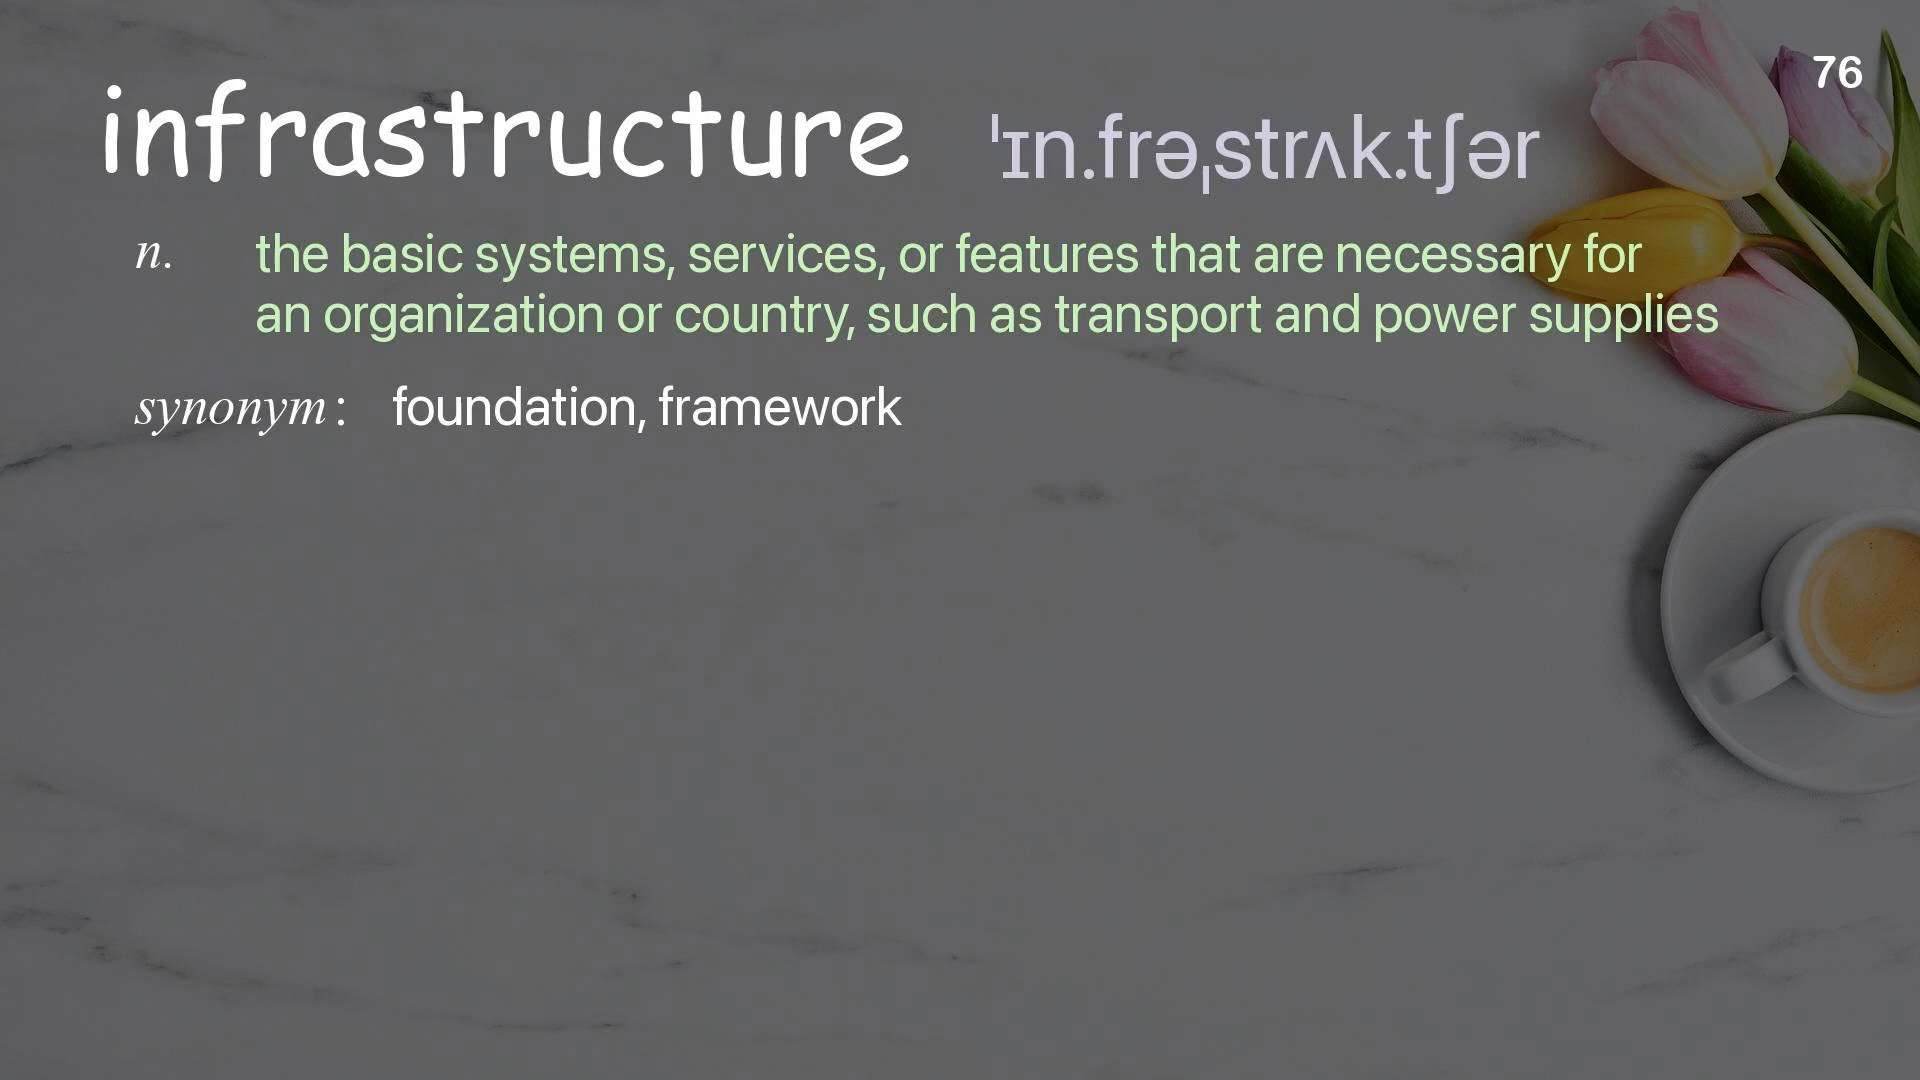 76
infrastructure ˈɪn.frəˌstrʌk.tʃər
n. the basic systems, services, or features that are necessary for
an organization or country, such as transport and power supplies
synonym: foundation, framework